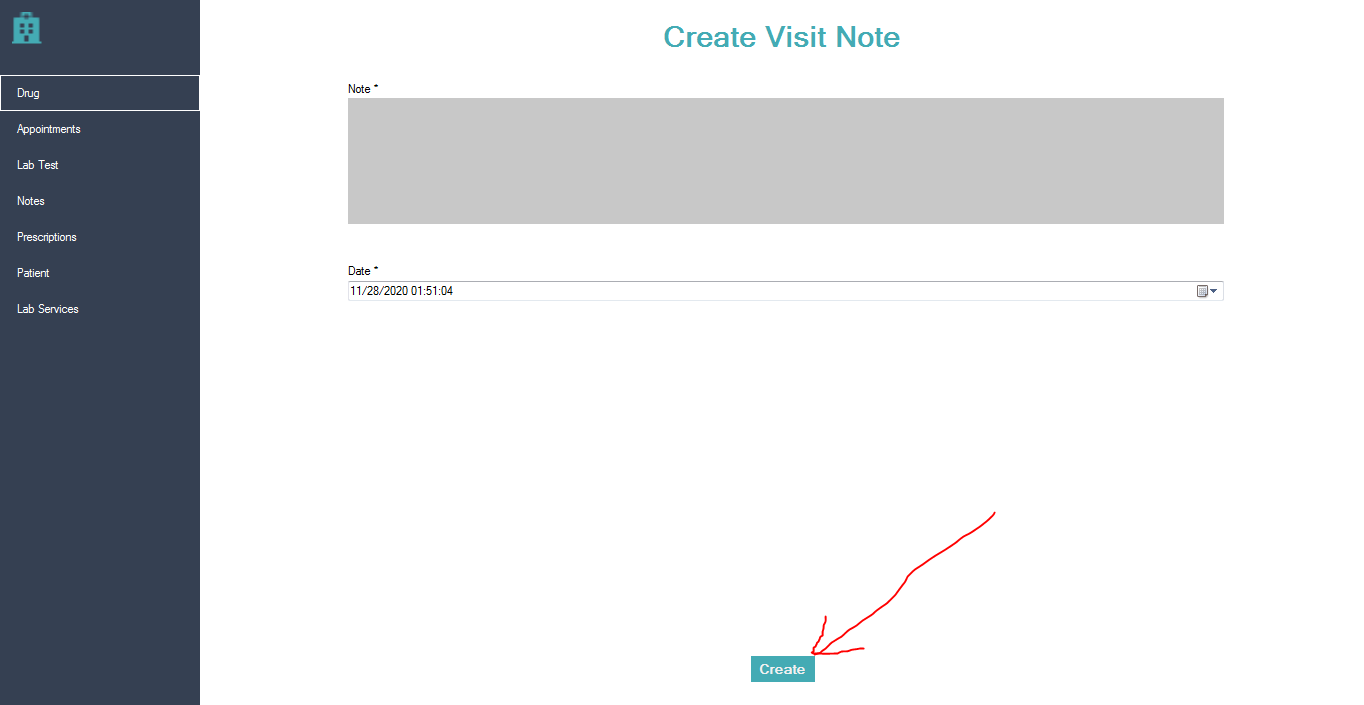 Create Visit Note
Drug
Appointments
Lab Test
Notes
Prescriptions
Patient
Lab Services
Note *
Date *
11/28/2020 01:51:04
Create